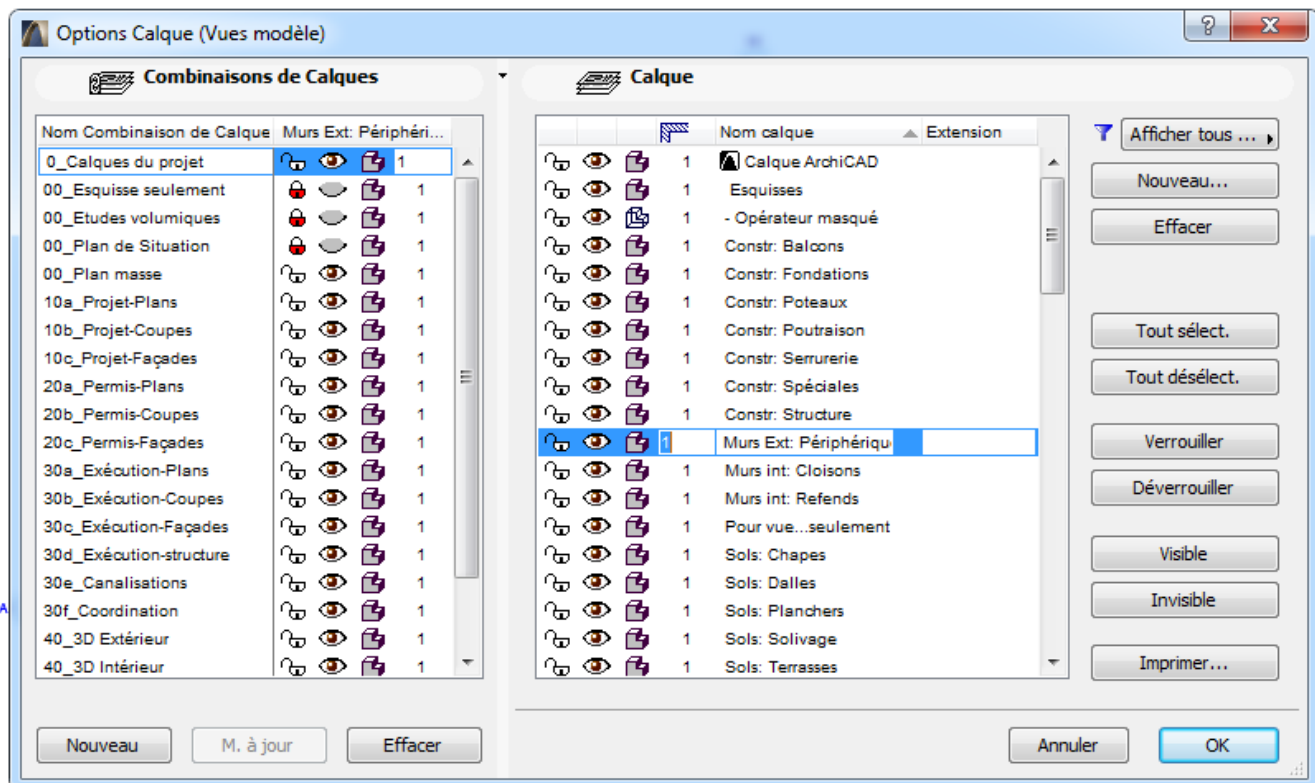 Options Calque (Vues modèle)
Combinaisons de Calques
Nom Combinaison de Calque Murs Ext: Périphéri...
0_Calques du projet 1
00_Esquisse seulement 1
00_Etudes volumiques 1
00_Plan de Situation 1
00_Plan masse 1
10a_Projet-Plans 1
10b_Projet-Coupes 1
10c_Projet-Façades 1
20a_Permis-Plans 1
20b_Permis-Coupes 1
20c_Permis-Façades 1
30a_Exécution-Plans 1
30b_Exécution-Coupes 1
30c_Exécution-Façades 1
30d_Exécution-structure 1
30e_Canalisations 1
30f_Coordination 1
40_3D Extérieur 1
40_3D Intérieur 1
Nouveau M. à jour Effacer
Calque
Nom calque Extension
1 Calque ArchiCAD
1 Esquisses
1 - Opérateur masqué
1 Constr: Balcons
1 Constr: Fondations
1 Constr: Poteaux
1 Constr: Poutraison
1 Constr: Serrurerie
1 Constr: Spéciales
1 Constr: Structure
1 Murs Ext: Périphériqu
1 Murs int: Cloisons
1 Murs int: Refends
1 Pour vue...seulement
1 Sols: Chapes
1 Sols: Dalles
1 Sols: Planchers
1 Sols: Solivage
1 Sols: Terrasses
Afficher tous ...
Nouveau...
Effacer
Tout sélect.
Tout désélect.
Verrouiller
Déverrouiller
Visible
Invisible
Imprimer...
Annuler OK
A